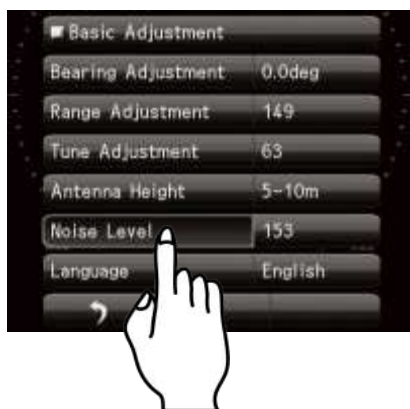 Basic Adjustment
Bearing Adjustment 0.0deg
Range Adjustment 149
Tune Adjustment 63
Antenna Height 5-10m
Noise Level 153
Language English